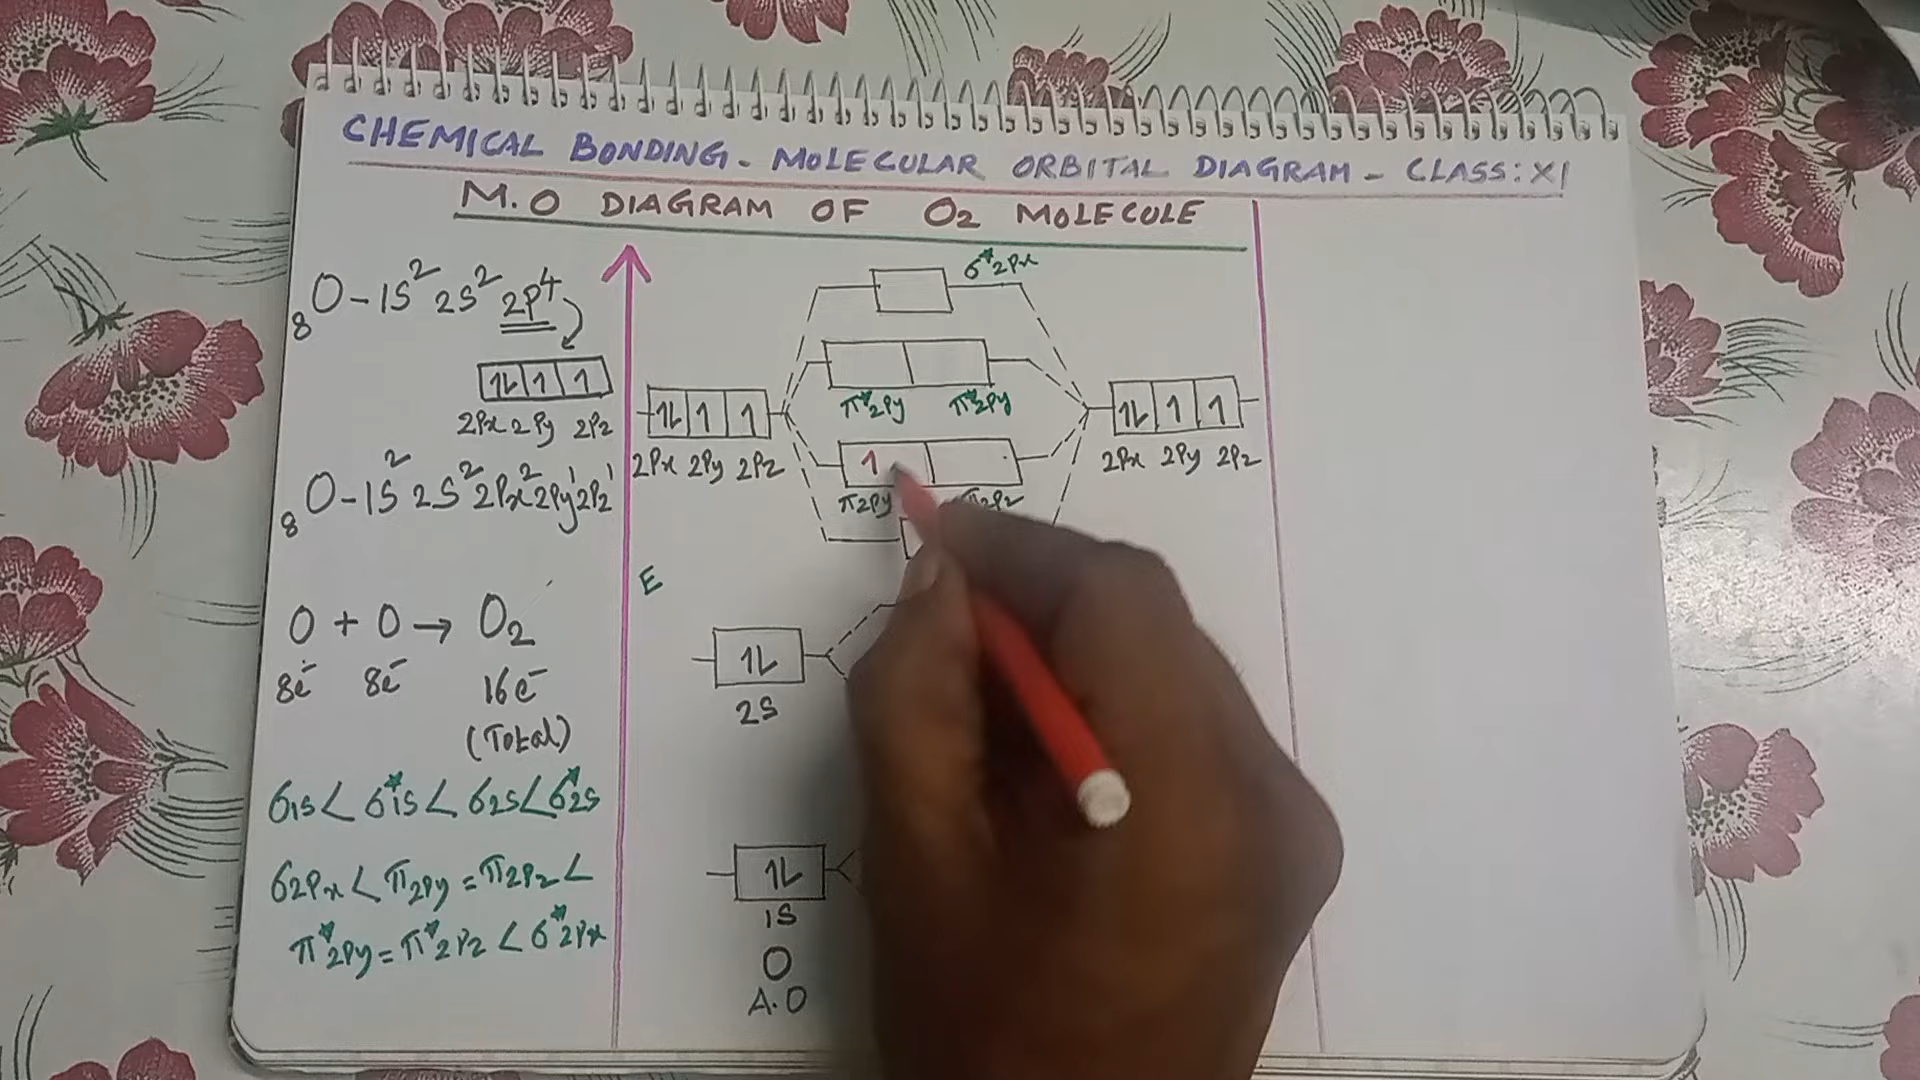 CHEMICAL BONDING - MOLECULAR ORBITAL DIAGRAM - CLASS: XI
M.O DIAGRAM OF O2 MOLECULE
8O - 1S² 2S² 2P⁴
1L 1 1
2Px 2Py 2Pz
8O - 1S² 2S² 2Px² 2Py¹ 2Pz¹
O + O → O2
8e⁻ 8e⁻ 16e⁻
(Total)
σ1s < σ*1s < σ2s < σ*2s
σ2Px < π2Py = π2Pz <
π*2Py = π*2Pz < σ*2Px
E
σ*2Px
π*2Py π*2Py
1L 1 1
2Px 2Py 2Pz
1
π2Py π2Pz
1L 1 1
2Px 2Py 2Pz
1L
2S
1L
1S
O
A.O